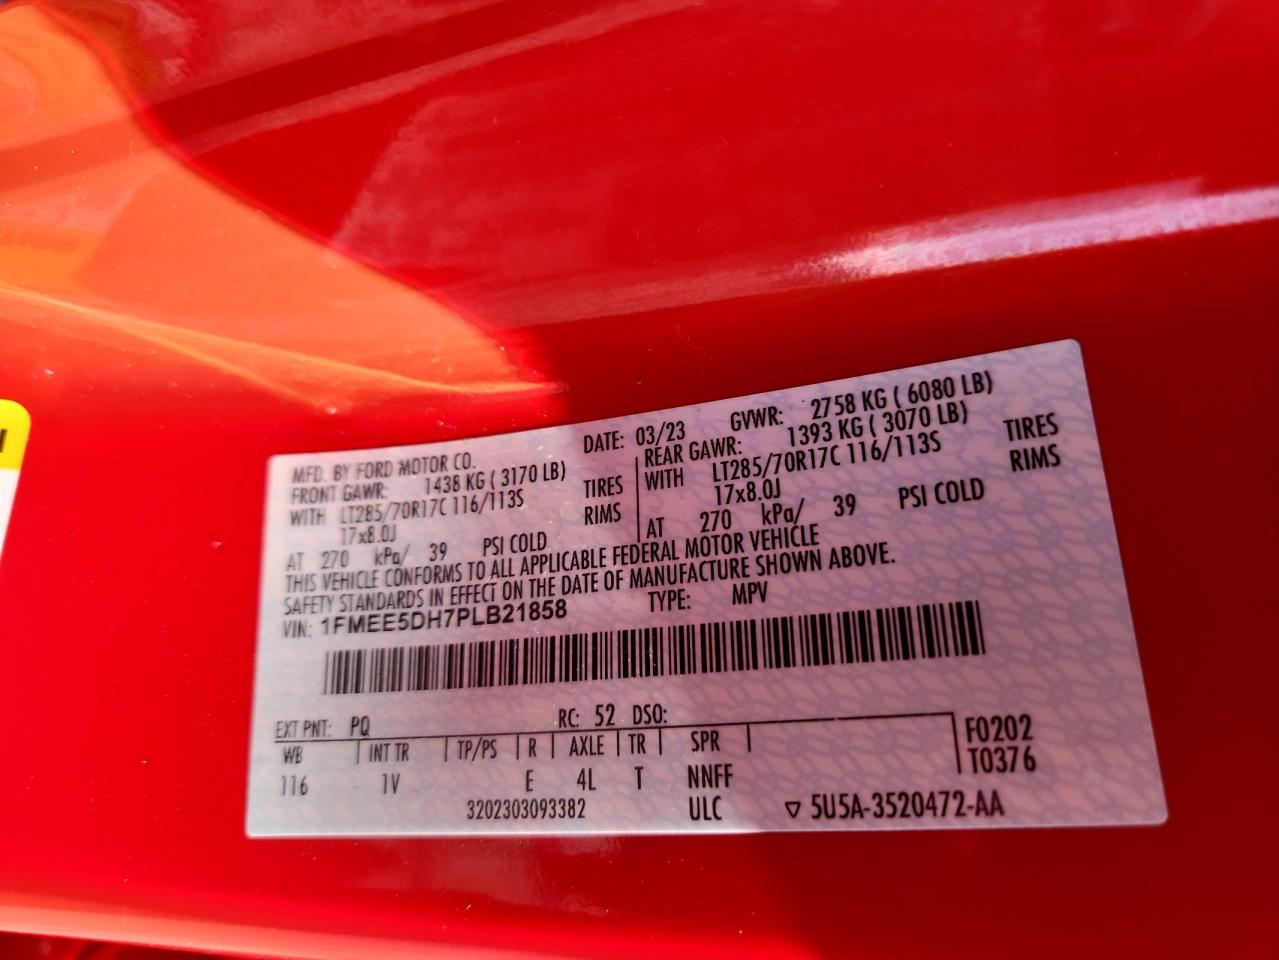 MFD. BY FORD MOTOR CO.
DATE: 03/23 GVWR: 2758 KG ( 6080 LB)
FRONT GAWR: 1438 KG ( 3170 LB)
WITH LT285/70R17C 116/113S TIRES
17x8.0J RIMS
AT 270 kPa/ 39 PSI COLD
REAR GAWR: 1393 KG ( 3070 LB)
WITH LT285/70R17C 116/113S TIRES
17x8.0J RIMS
AT 270 kPa/ 39 PSI COLD
THIS VEHICLE CONFORMS TO ALL APPLICABLE FEDERAL MOTOR VEHICLE
SAFETY STANDARDS IN EFFECT ON THE DATE OF MANUFACTURE SHOWN ABOVE.
VIN: 1FMEE5DH7PLB21858 TYPE: MPV
EXT PNT: PQ RC: 52 DSO:
WB INT TR TP/PS R AXLE TR SPR F0202
116 1V E 4L T NNFF T0376
3202303093382 ULC ▽ 5U5A-3520472-AA